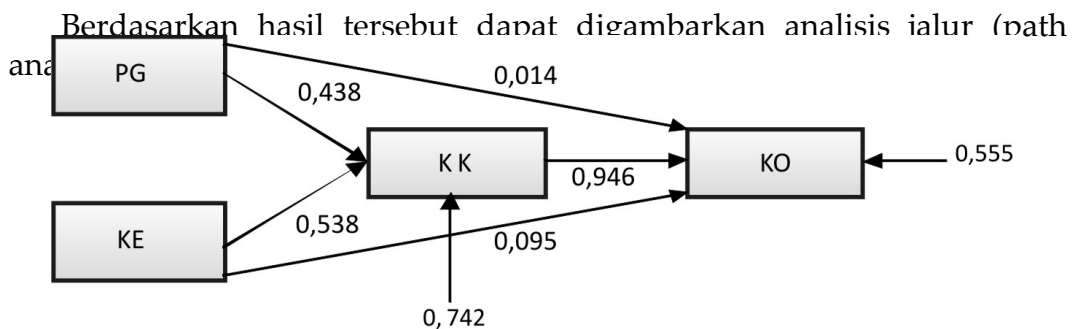 Berdasarkan hasil tersebut dapat digambarkan analisis jalur (path
PG
0,014
0,438
K K
KO
0,555
0,946
KE
0,538
0,095
0, 742